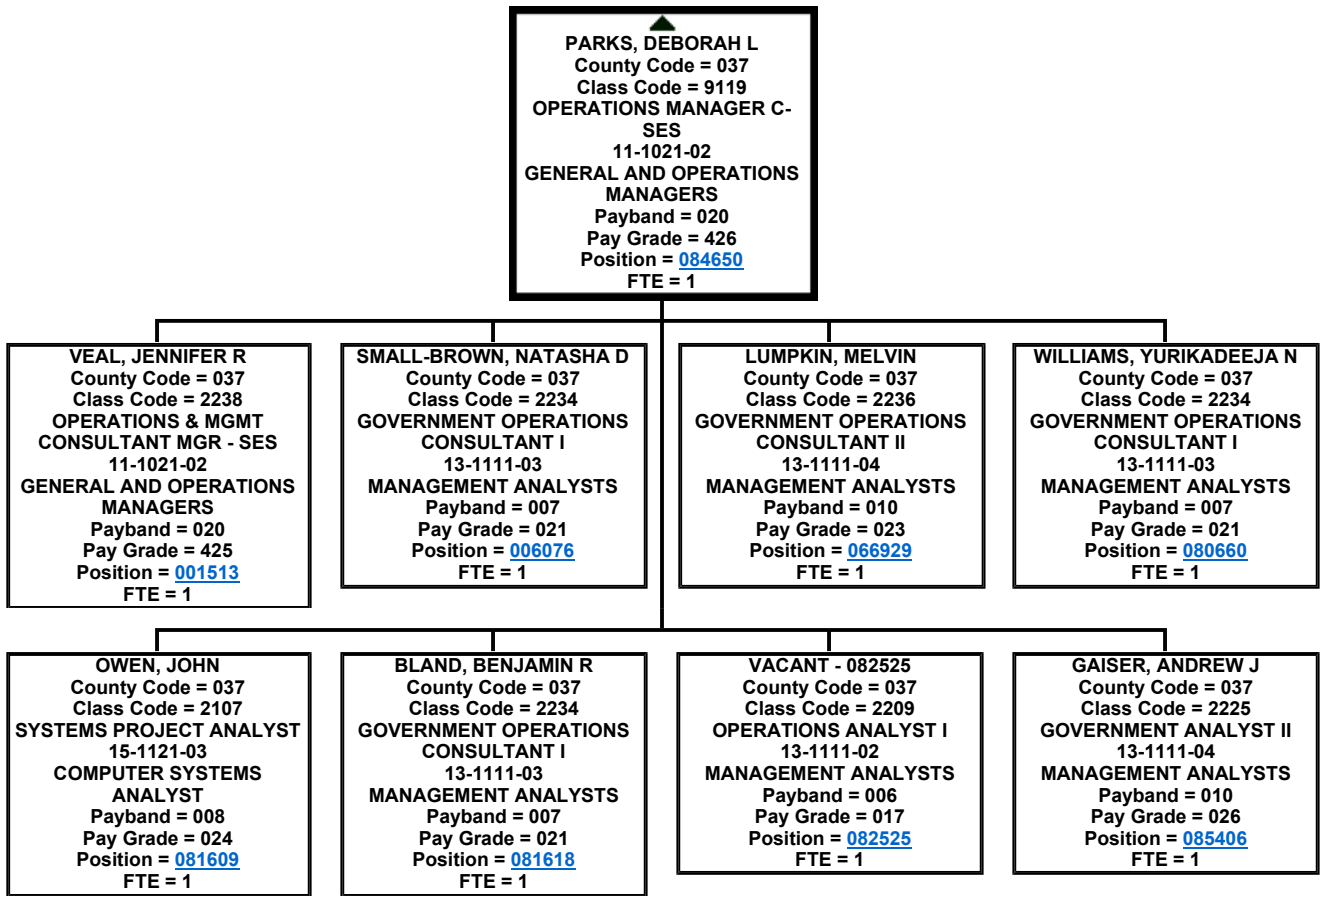 PARKS, DEBORAH L
County Code = 037
Class Code = 9119
OPERATIONS MANAGER C-
SES
11-1021-02
GENERAL AND OPERATIONS
MANAGERS
Payband = 020
Pay Grade = 426
Position = 084650
FTE = 1
VEAL, JENNIFER R
County Code = 037
Class Code = 2238
OPERATIONS & MGMT
CONSULTANT MGR - SES
11-1021-02
GENERAL AND OPERATIONS
MANAGERS
Payband = 020
Pay Grade = 425
Position = 001513
FTE = 1
SMALL-BROWN, NATASHA D
County Code = 037
Class Code = 2234
GOVERNMENT OPERATIONS
CONSULTANT I
13-1111-03
MANAGEMENT ANALYSTS
Payband = 007
Pay Grade = 021
Position = 006076
FTE = 1
LUMPKIN, MELVIN
County Code = 037
Class Code = 2236
GOVERNMENT OPERATIONS
CONSULTANT II
13-1111-04
MANAGEMENT ANALYSTS
Payband = 010
Pay Grade = 023
Position = 066929
FTE = 1
WILLIAMS, YURIKADEEJA N
County Code = 037
Class Code = 2234
GOVERNMENT OPERATIONS
CONSULTANT I
13-1111-03
MANAGEMENT ANALYSTS
Payband = 007
Pay Grade = 021
Position = 080660
FTE = 1
OWEN, JOHN
County Code = 037
Class Code = 2107
SYSTEMS PROJECT ANALYST
15-1121-03
COMPUTER SYSTEMS
ANALYST
Payband = 008
Pay Grade = 024
Position = 081609
FTE = 1
BLAND, BENJAMIN R
County Code = 037
Class Code = 2234
GOVERNMENT OPERATIONS
CONSULTANT I
13-1111-03
MANAGEMENT ANALYSTS
Payband = 007
Pay Grade = 021
Position = 081618
FTE = 1
VACANT - 082525
County Code = 037
Class Code = 2209
OPERATIONS ANALYST I
13-1111-02
MANAGEMENT ANALYSTS
Payband = 006
Pay Grade = 017
Position = 082525
FTE = 1
GAISER, ANDREW J
County Code = 037
Class Code = 2225
GOVERNMENT ANALYST II
13-1111-04
MANAGEMENT ANALYSTS
Payband = 010
Pay Grade = 026
Position = 085406
FTE = 1